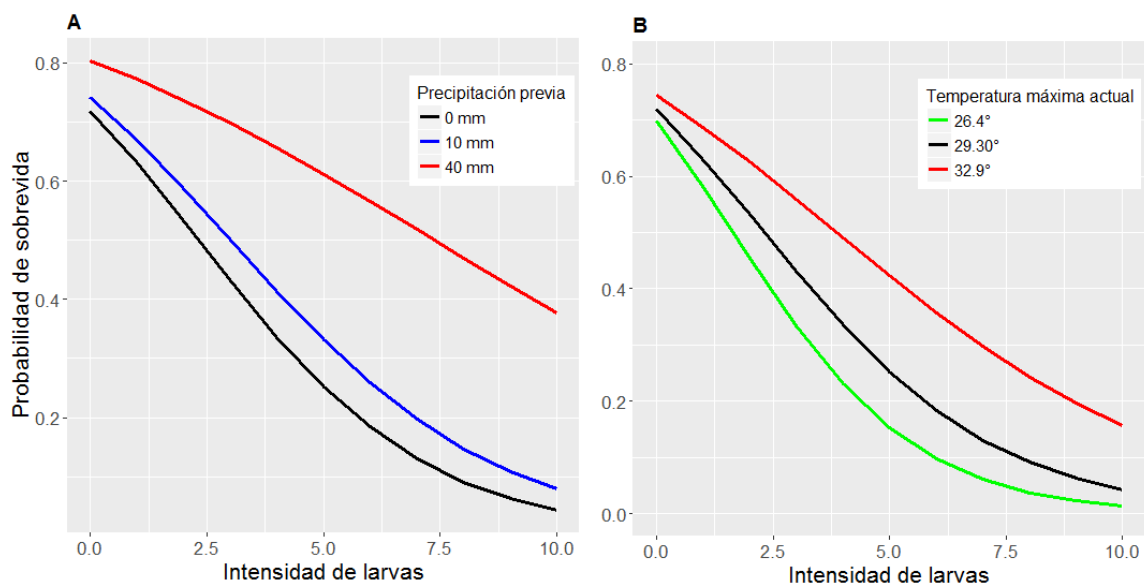 A
Probabilidad de sobrevida
0.8
0.6
0.4
0.2
Precipitación previa
0 mm
10 mm
40 mm
0.0 2.5 5.0 7.5 10.0
Intensidad de larvas
B
0.8
0.6
0.4
0.2
0.0
Temperatura máxima actual
26.4°
29.30°
32.9°
0.0 2.5 5.0 7.5 10.0
Intensidad de larvas